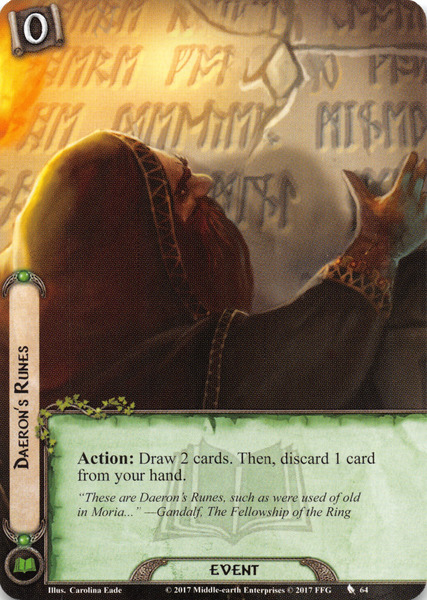 0
DAERON'S RUNES
Action: Draw 2 cards. Then, discard 1 card
from your hand.
"These are Daeron's Runes, such as were used of old
in Moria..." —Gandalf, The Fellowship of the Ring
EVENT
Illus. Carolina Eade © 2017 Middle-earth Enterprises © 2017 FFG 64